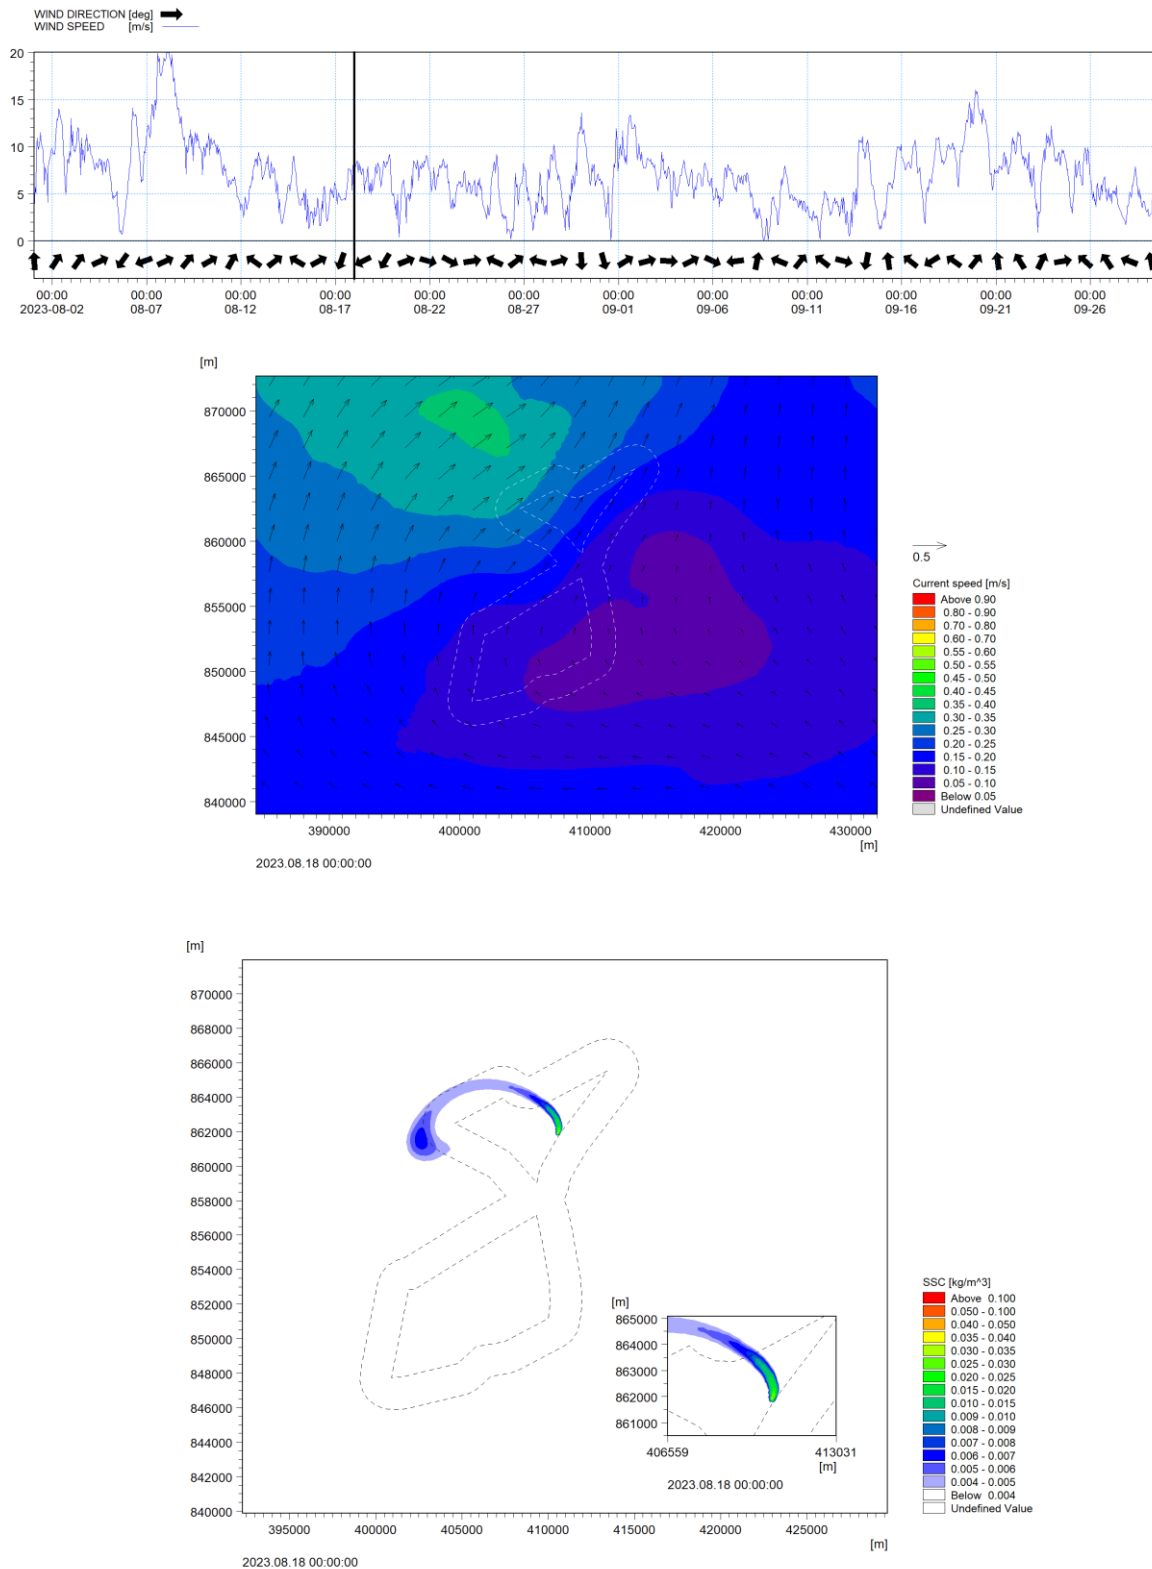 WIND DIRECTION [deg]
WIND SPEED [m/s]
20
15
10
5
0
00:00 00:00 00:00 00:00 00:00 00:00 00:00 00:00 00:00 00:00 00:00 00:00
2023-08-02 08-07 08-12 08-17 08-22 08-27 09-01 09-06 09-11 09-16 09-21 09-26
[m]
870000
865000
860000
855000
850000
845000
840000
390000 400000 410000 420000 430000
[m]
2023.08.18 00:00:00
0.5
Current speed [m/s]
Above 0.90
0.80 - 0.90
0.70 - 0.80
0.60 - 0.70
0.55 - 0.60
0.50 - 0.55
0.45 - 0.50
0.40 - 0.45
0.35 - 0.40
0.30 - 0.35
0.25 - 0.30
0.20 - 0.25
0.15 - 0.20
0.10 - 0.15
0.05 - 0.10
Below 0.05
Undefined Value
[m]
870000
868000
866000
864000
862000
860000
858000
856000
854000
852000
850000
848000
846000
844000
842000
840000
395000 400000 405000 410000 415000 420000 425000
[m]
2023.08.18 00:00:00
[m]
865000
864000
863000
862000
861000
406559 413031
[m]
2023.08.18 00:00:00
SSC [kg/m^3]
Above 0.100
0.050 - 0.100
0.040 - 0.050
0.035 - 0.040
0.030 - 0.035
0.025 - 0.030
0.020 - 0.025
0.015 - 0.020
0.010 - 0.015
0.009 - 0.010
0.008 - 0.009
0.007 - 0.008
0.006 - 0.007
0.005 - 0.006
0.004 - 0.005
Below 0.004
Undefined Value